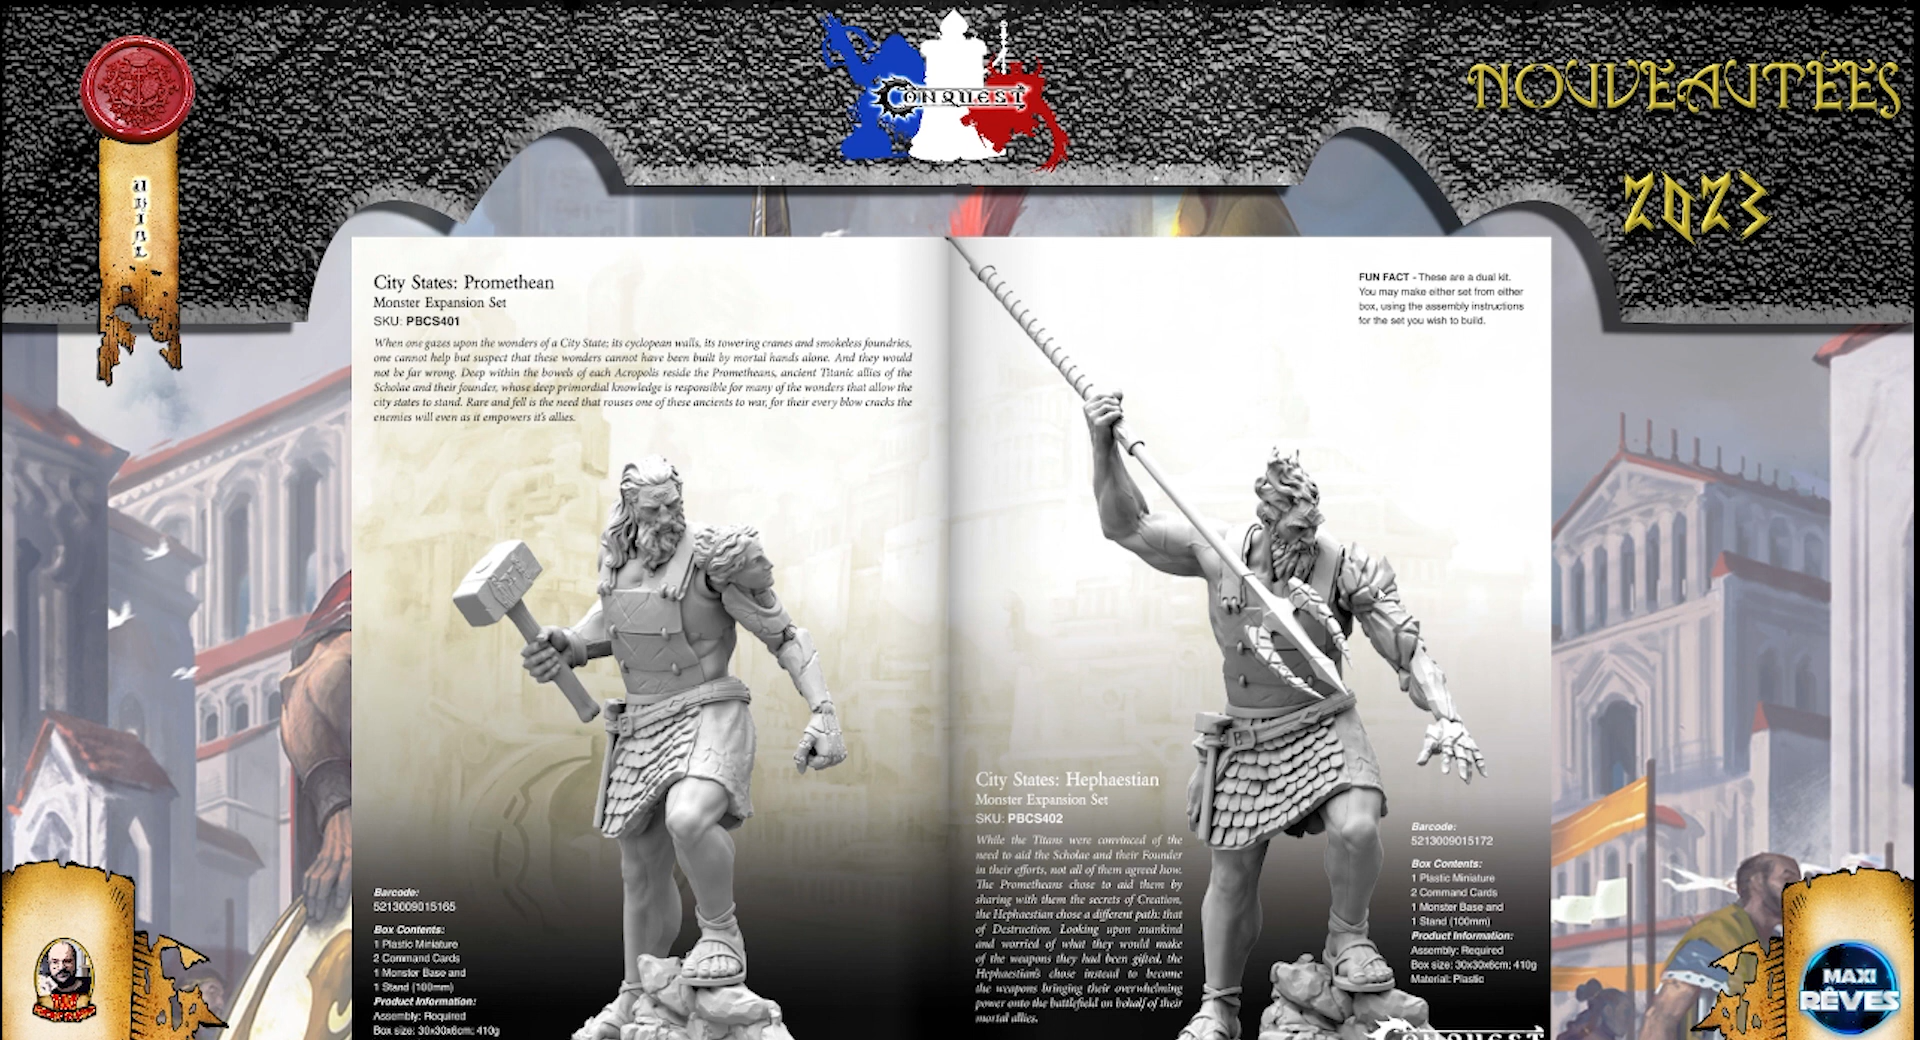 CONQUEST
NOUVEAUTÉES
2023
City States: Promethean
Monster Expansion Set
SKU: PBCS401
When one gazes upon the wonders of a City State; its cyclopean walls, its towering cranes and smokeless foundries,
one cannot help but suspect that these wonders cannot have been built by mortal hands alone. And they would
not be far wrong. Deep within the bowels of each Acropolis reside the Prometheans, ancient Titanic allies of the
Scholae and their founder, whose deep primordial knowledge is responsible for many of the wonders that allow the
city states to stand. Rare and fell is the need that rouses one of these ancients to war, for their every blow cracks the
enemies will even as it empowers it's allies.
Barcode:
5213009015165
Box Contents:
1 Plastic Miniature
2 Command Cards
1 Monster Base and
1 Stand (100mm)
Product Information:
Assembly: Required
Box size: 30x30x6cm; 410g
FUN FACT - These are a dual kit.
You may make either set from either
box, using the assembly instructions
for the set you wish to build.
City States: Hephaestian
Monster Expansion Set
SKU: PBCS402
While the Titans were convinced of the
need to aid the Scholae and their Founder
in their efforts, not all of them agreed how.
The Prometheans chose to aid them by
sharing with them the secrets of Creation,
the Hephaestian chose a different path: that
of Destruction. Looking upon mankind
and worried of what they would make
of the weapons they had been gifted, the
Hephaestian's chose instead to become
the weapons bringing their overwhelming
power onto the battlefield on behalf of their
mortal allies.
Barcode:
5213009015172
Box Contents:
1 Plastic Miniature
2 Command Cards
1 Monster Base and
1 Stand (100mm)
Product Information:
Assembly: Required
Box size: 30x30x6cm; 410g
Material: Plastic
CONQUEST
MAXI
RÊVES